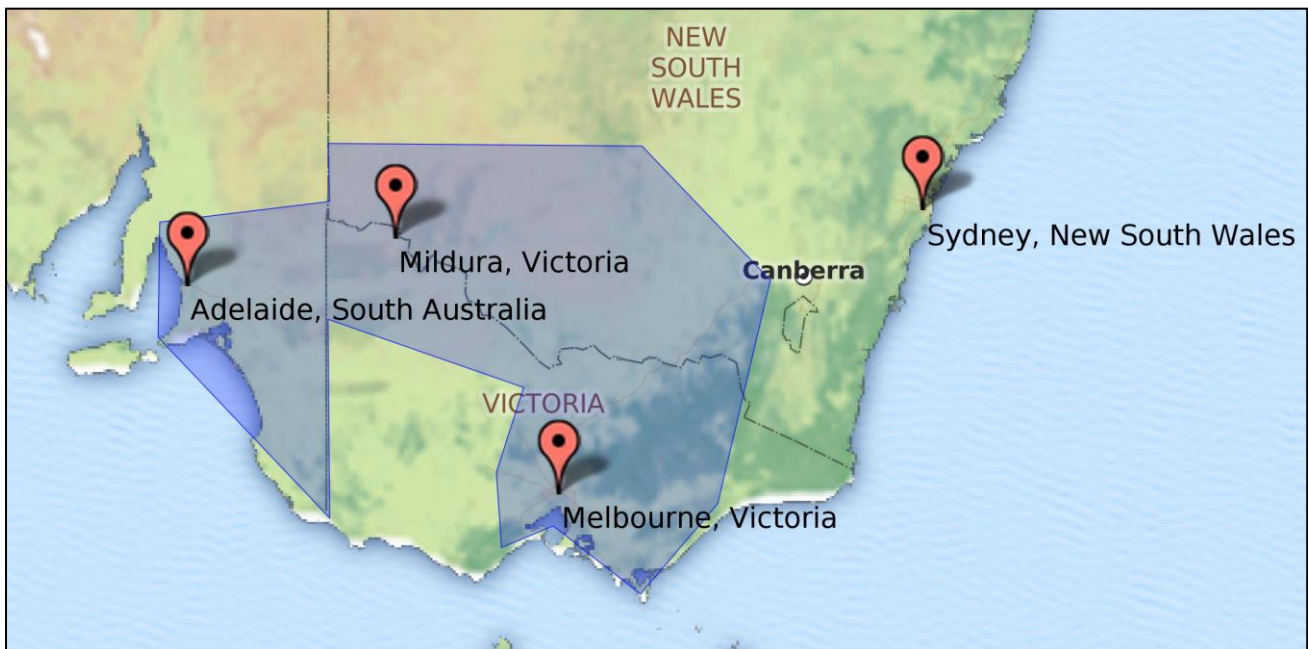 NEW
SOUTH
WALES
Sydney, New South Wales
Mildura, Victoria
Canberra
Adelaide, South Australia
VICTORIA
Melbourne, Victoria